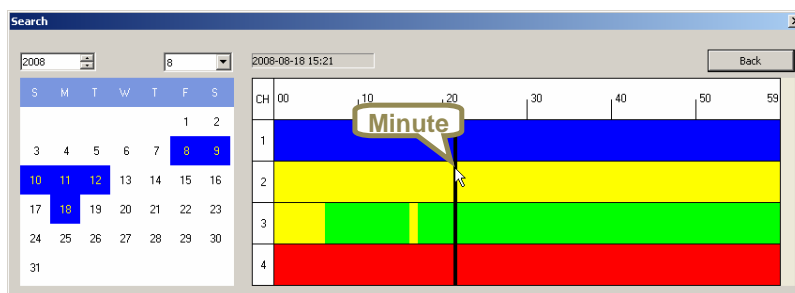 Search
2008 8 2008-08-18 15:21 Back
S M T W T F S
1 2
3 4 5 6 7 8 9
10 11 12 13 14 15 16
17 18 19 20 21 22 23
24 25 26 27 28 29 30
31
CH 00 10 20 30 40 50 59
Minute
1
2
3
4